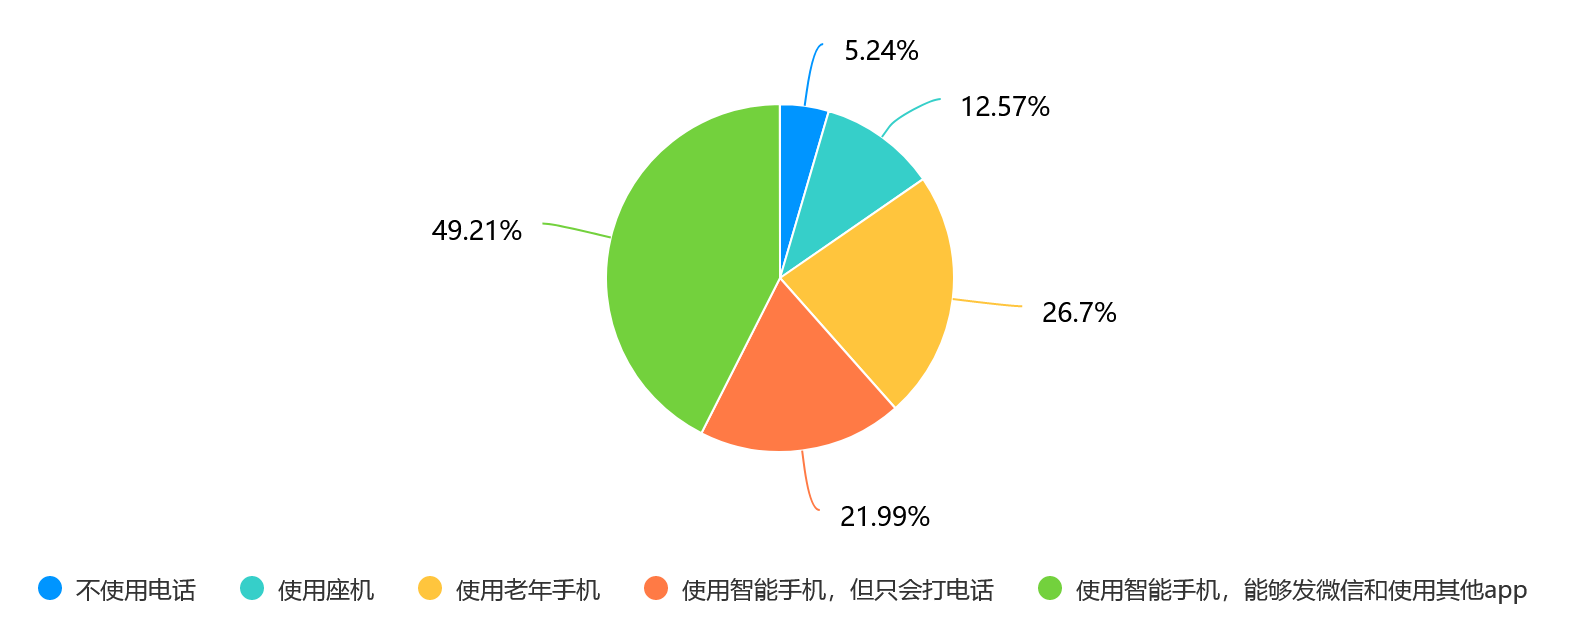 5.24%
12.57%
49.21%
26.7%
21.99%
不使用电话
使用座机
使用老年手机
使用智能手机，但只会打电话
使用智能手机，能够发微信和使用其他app